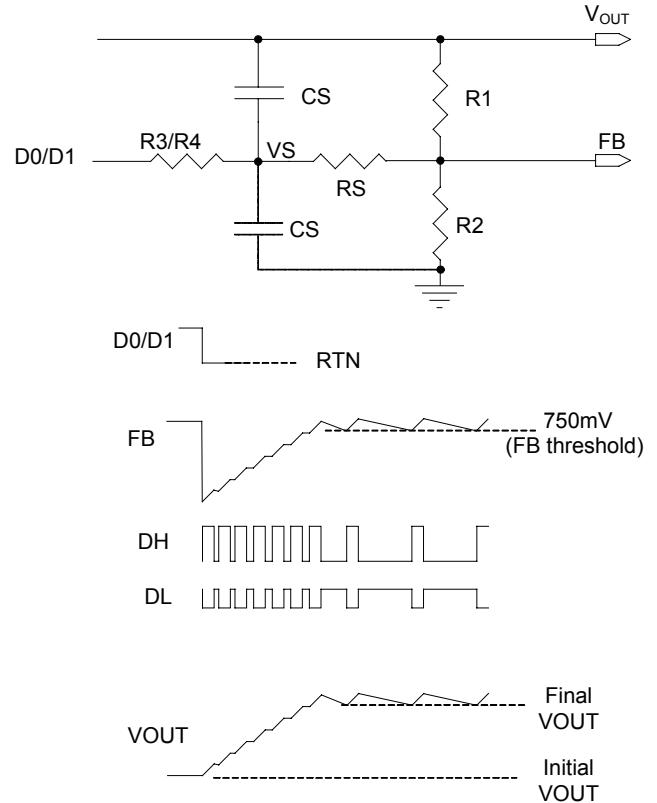 VOUT
CS
R1
D0/D1
R3/R4
VS
FB
RS
CS
R2
D0/D1
RTN
FB
750mV
(FB threshold)
DH
DL
VOUT
Final
VOUT
Initial
VOUT